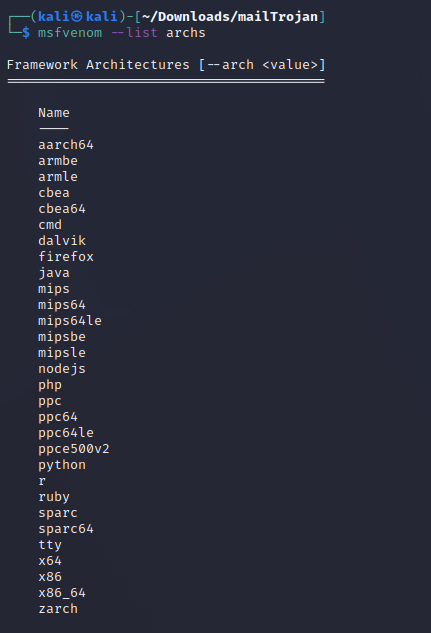 ┌──(kali㉿kali)-[~/Downloads/mailTrojan]
└─$ msfvenom --list archs
Framework Architectures [--arch <value>]
========================================
Name
----
aarch64
armbe
armle
cbea
cbea64
cmd
dalvik
firefox
java
mips
mips64
mips64le
mipsbe
mipsle
nodejs
php
ppc
ppc64
ppc64le
ppce500v2
python
r
ruby
sparc
sparc64
tty
x64
x86
x86_64
zarch